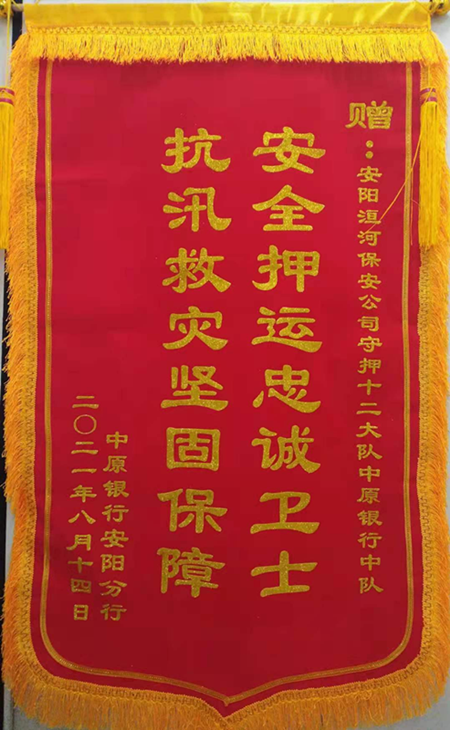 赠：安阳洹河保安公司守押十二大队中原银行中队
安全押运忠诚卫士
抗汛救灾坚固保障
中原银行安阳分行
二〇二一年八月十四日